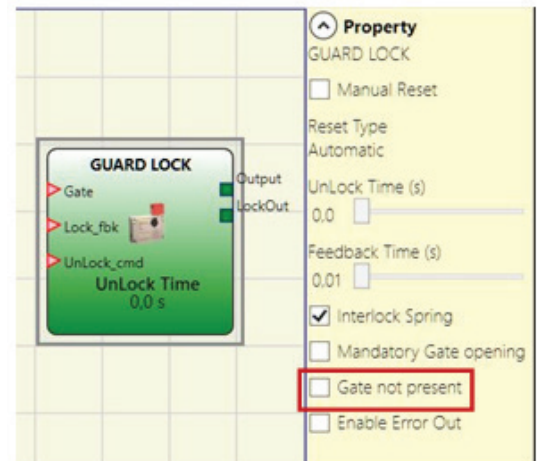 GUARD LOCK
Gate
Lock_fbk
UnLock_cmd
Output
LockOut
UnLock Time
0,0 s
Property
GUARD LOCK
Manual Reset
Reset Type
Automatic
UnLock Time (s)
0,0
Feedback Time (s)
0,01
Interlock Spring
Mandatory Gate opening
Gate not present
Enable Error Out